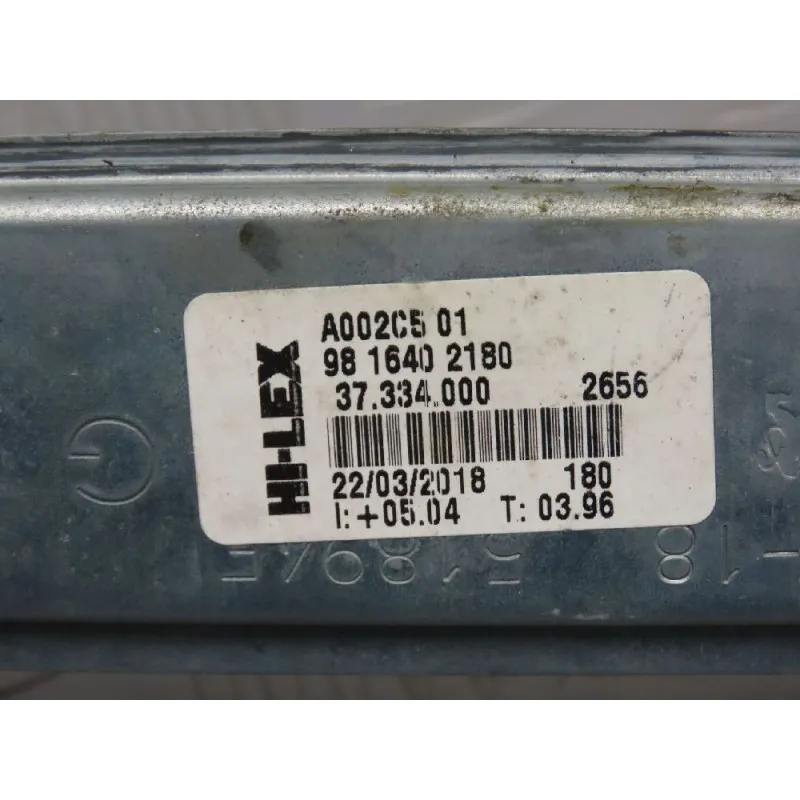 HI-LEX
A002C5 01
98 1640 2180
37.334.000 2656
22/03/2018 180
I: +05.04 T: 03.96